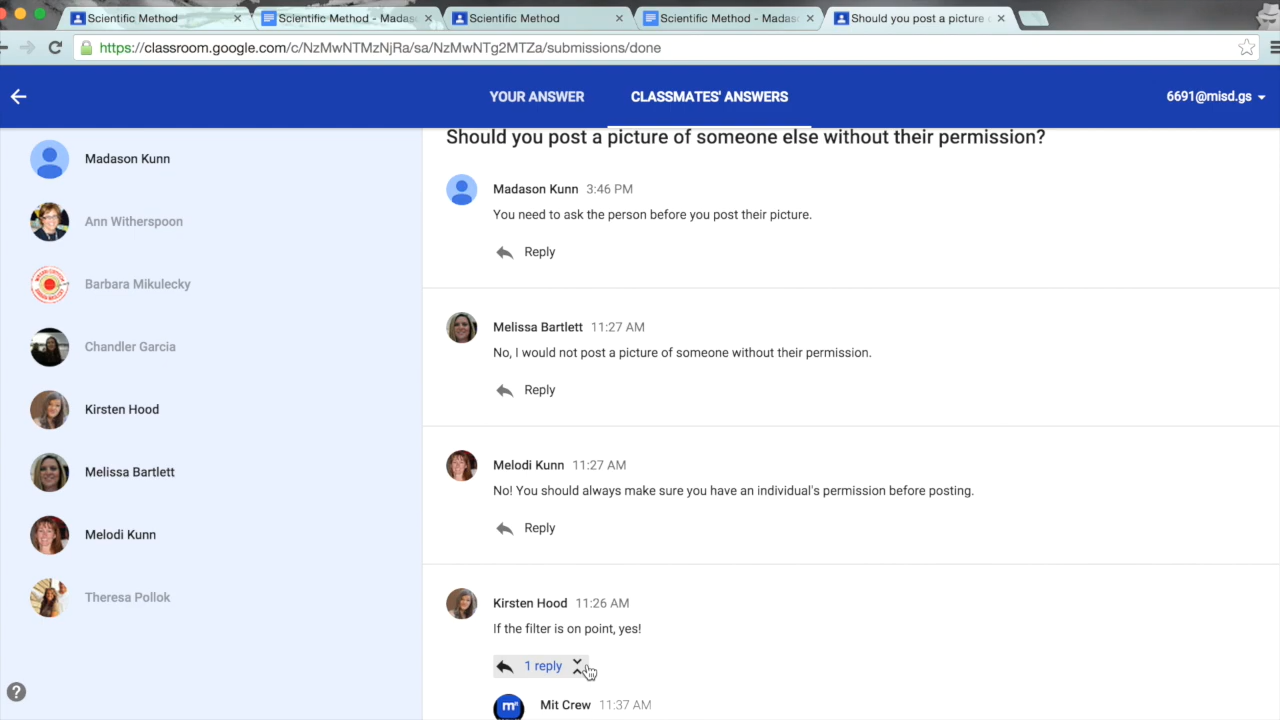 Scientific Method
Scientific Method - Madas
Scientific Method
Scientific Method - Madas
Should you post a picture
https://classroom.google.com/c/NzMwNTMzNjRa/sa/NzMwNTg2MTZa/submissions/done
YOUR ANSWER
CLASSMATES' ANSWERS
6691@misd.gs
Madason Kunn
Ann Witherspoon
Barbara Mikulecky
Chandler Garcia
Kirsten Hood
Melissa Bartlett
Melodi Kunn
Theresa Pollok
?
Should you post a picture of someone else without their permission?
Madason Kunn 3:46 PM
You need to ask the person before you post their picture.
Reply
Melissa Bartlett 11:27 AM
No, I would not post a picture of someone without their permission.
Reply
Melodi Kunn 11:27 AM
No! You should always make sure you have an individual's permission before posting.
Reply
Kirsten Hood 11:26 AM
If the filter is on point, yes!
1 reply
Mit Crew 11:37 AM